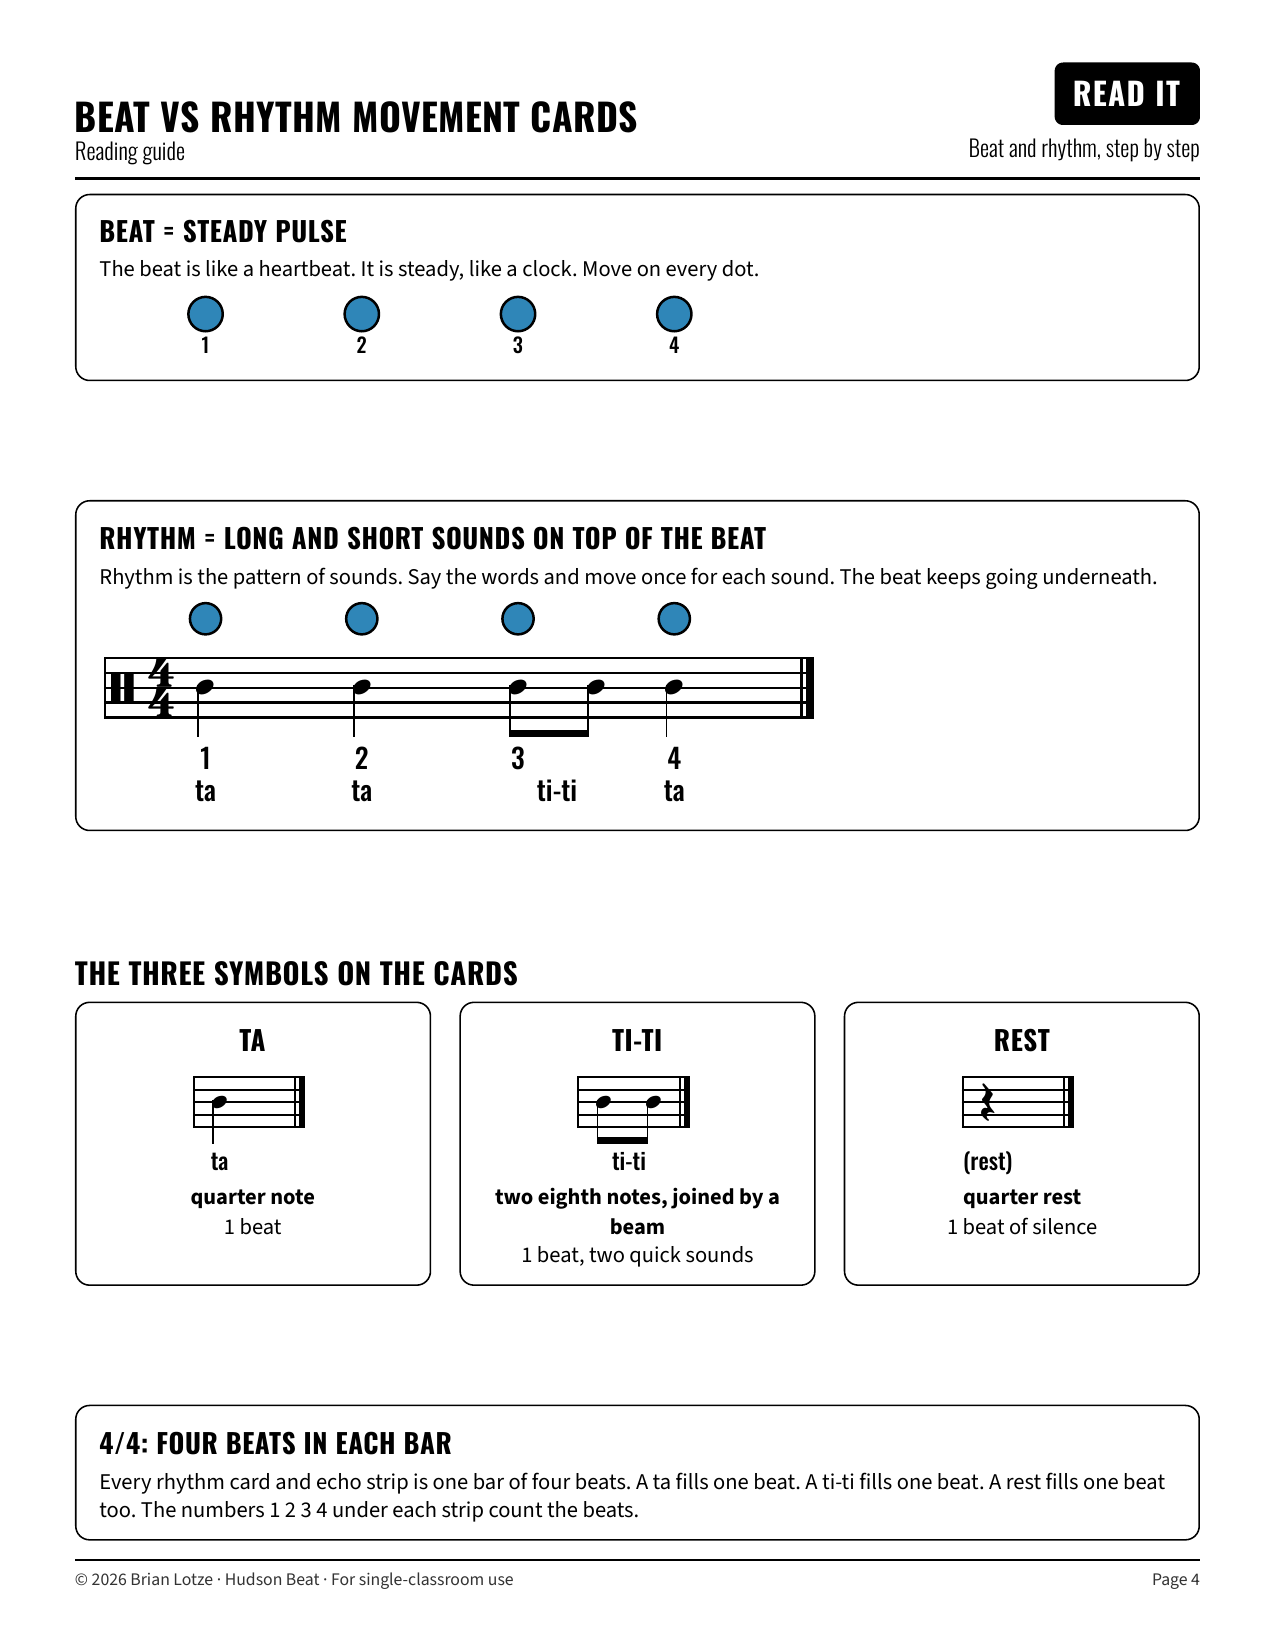 BEAT VS RHYTHM MOVEMENT CARDS
Reading guide
READ IT
Beat and rhythm, step by step
BEAT = STEADY PULSE
The beat is like a heartbeat. It is steady, like a clock. Move on every dot.
1 2 3 4
RHYTHM = LONG AND SHORT SOUNDS ON TOP OF THE BEAT
Rhythm is the pattern of sounds. Say the words and move once for each sound. The beat keeps going underneath.
4
4
1 2 3 4
ta ta ti-ti ta
THE THREE SYMBOLS ON THE CARDS
TA
ta
quarter note
1 beat
TI-TI
ti-ti
two eighth notes, joined by a
beam
1 beat, two quick sounds
REST
(rest)
quarter rest
1 beat of silence
4/4: FOUR BEATS IN EACH BAR
Every rhythm card and echo strip is one bar of four beats. A ta fills one beat. A ti-ti fills one beat. A rest fills one beat
too. The numbers 1 2 3 4 under each strip count the beats.
© 2026 Brian Lotze · Hudson Beat · For single-classroom use
Page 4